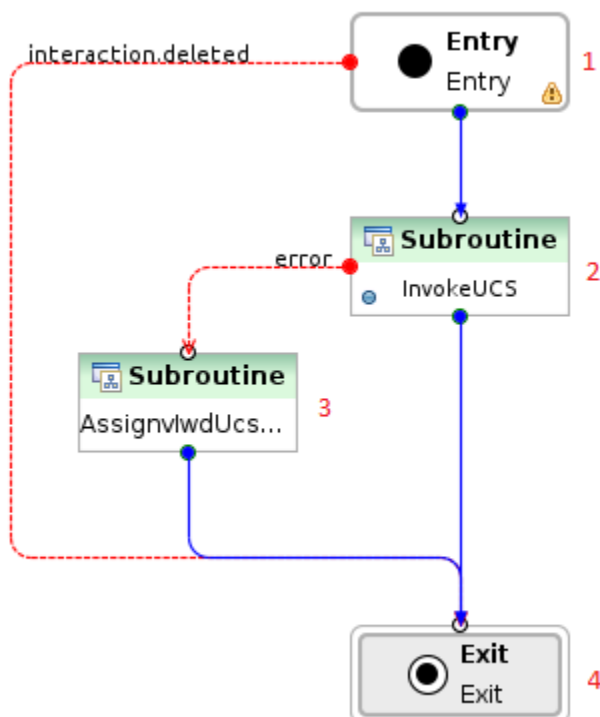 interaction.deleted
Entry
Entry
1
Subroutine
InvokeUCS
2
error
Subroutine
AssignvIwdUcs...
3
Exit
Exit
4